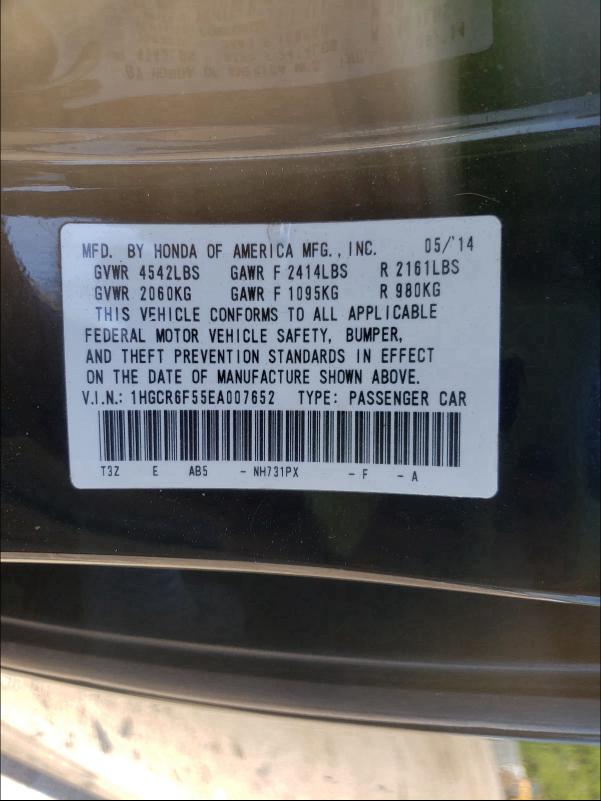 MFD. BY HONDA OF AMERICA MFG., INC. 05/'14
GVWR 4542LBS GAWR F 2414LBS R 2161LBS
GVWR 2060KG GAWR F 1095KG R 980KG
THIS VEHICLE CONFORMS TO ALL APPLICABLE
FEDERAL MOTOR VEHICLE SAFETY, BUMPER,
AND THEFT PREVENTION STANDARDS IN EFFECT
ON THE DATE OF MANUFACTURE SHOWN ABOVE.
V.I.N.: 1HGCR6F55EA007652 TYPE: PASSENGER CAR
T3Z E AB5 - NH731PX - F - A